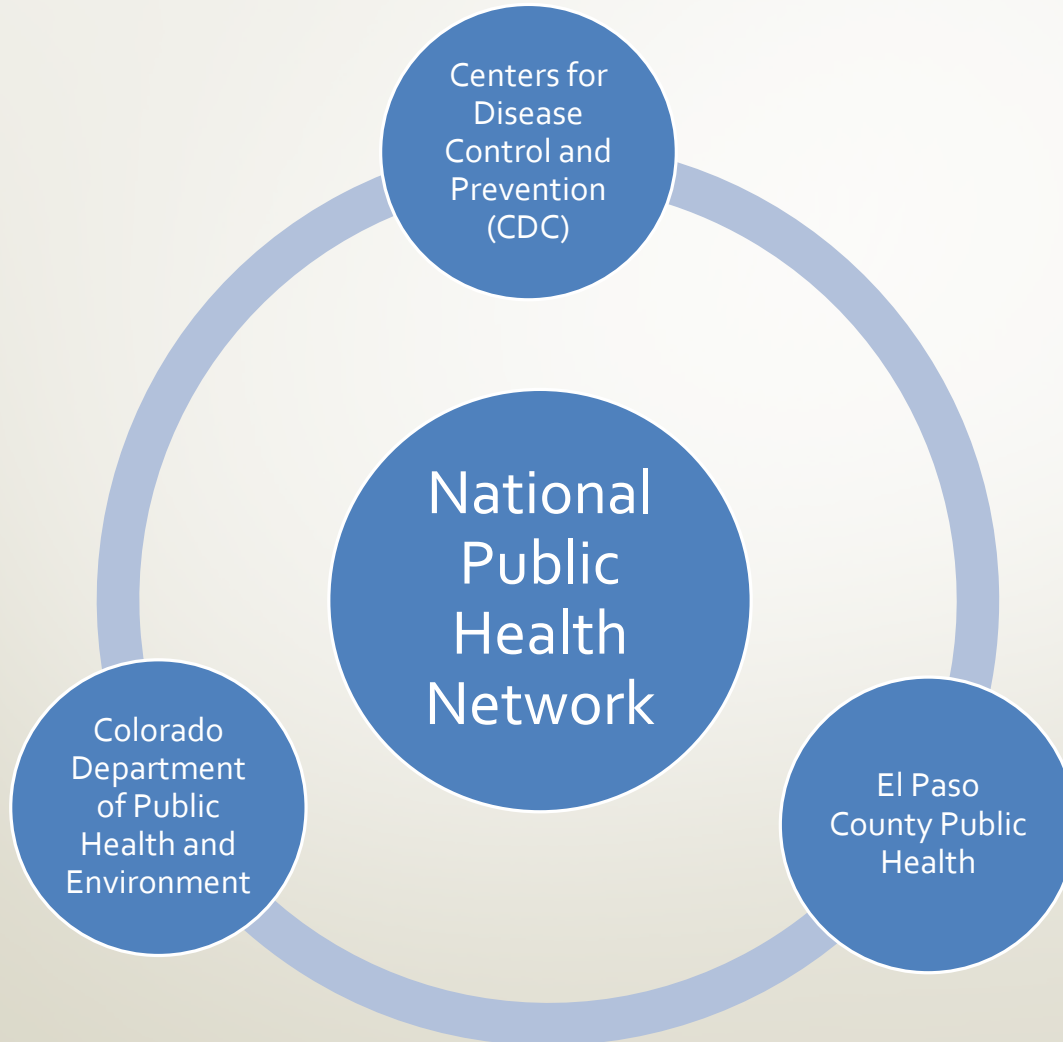 Centers for
Disease
Control and
Prevention
(CDC)
National
Public
Health
Network
Colorado
Department
of Public
Health and
Environment
El Paso
County Public
Health